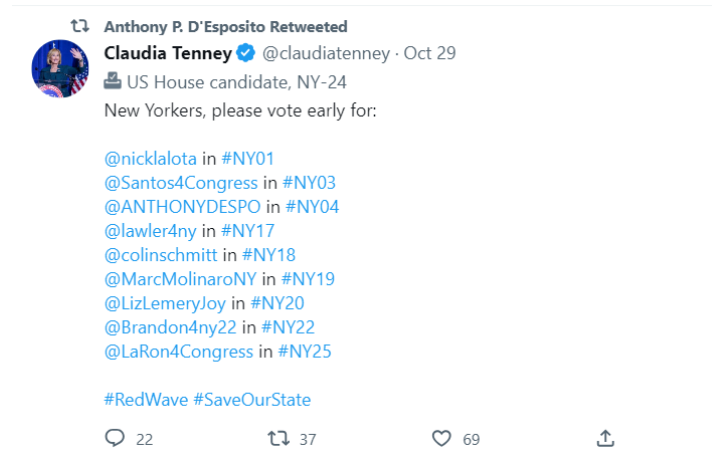 Anthony P. D'Esposito Retweeted
Claudia Tenney @claudiatenney · Oct 29
US House candidate, NY-24
New Yorkers, please vote early for:
@nicklalota in #NY01
@Santos4Congress in #NY03
@ANTHONYDESPO in #NY04
@lawler4ny in #NY17
@colinschmitt in #NY18
@MarcMolinaroNY in #NY19
@LizLemeryJoy in #NY20
@Brandon4ny22 in #NY22
@LaRon4Congress in #NY25
#RedWave #SaveOurState
22 37 69